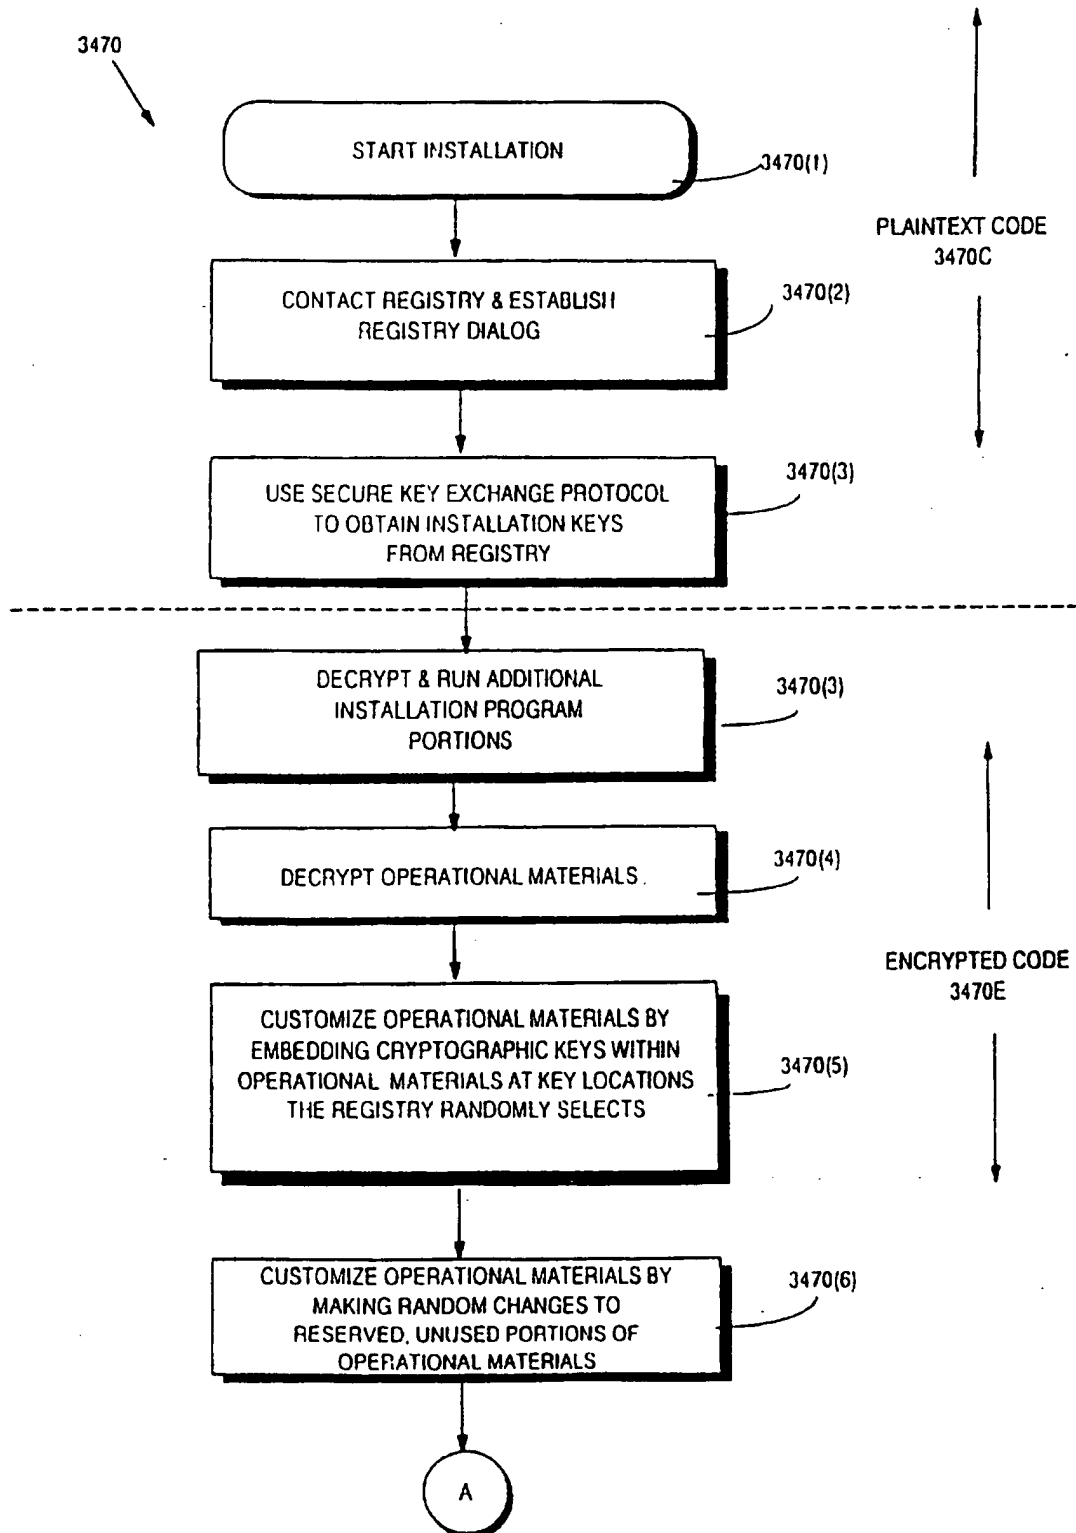 3470
START INSTALLATION
3470(1)
PLAINTEXT CODE
3470C
CONTACT REGISTRY & ESTABLISH
REGISTRY DIALOG
3470(2)
USE SECURE KEY EXCHANGE PROTOCOL
TO OBTAIN INSTALLATION KEYS
FROM REGISTRY
3470(3)
DECRYPT & RUN ADDITIONAL
INSTALLATION PROGRAM
PORTIONS
3470(3)
DECRYPT OPERATIONAL MATERIALS
3470(4)
ENCRYPTED CODE
3470E
CUSTOMIZE OPERATIONAL MATERIALS BY
EMBEDDING CRYPTOGRAPHIC KEYS WITHIN
OPERATIONAL MATERIALS AT KEY LOCATIONS
THE REGISTRY RANDOMLY SELECTS
3470(5)
CUSTOMIZE OPERATIONAL MATERIALS BY
MAKING RANDOM CHANGES TO
RESERVED, UNUSED PORTIONS OF
OPERATIONAL MATERIALS
3470(6)
A